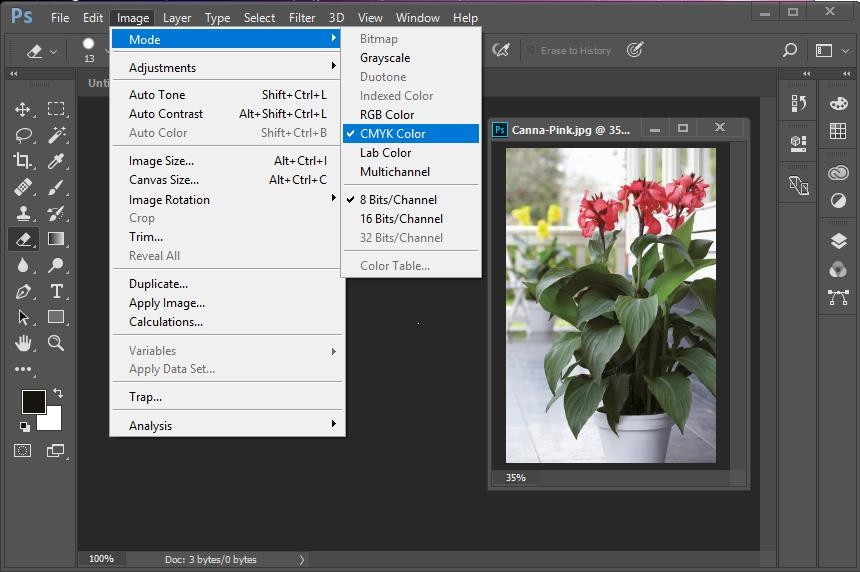 Ps File Edit Image Layer Type Select Filter 3D View Window Help
13 Erase to History
Mode
Adjustments
Auto Tone Shift+Ctrl+L
Auto Contrast Alt+Shift+Ctrl+L
Auto Color Shift+Ctrl+B
Image Size... Alt+Ctrl+I
Canvas Size... Alt+Ctrl+C
Image Rotation
Crop
Trim...
Reveal All
Duplicate...
Apply Image...
Calculations...
Variables
Apply Data Set...
Trap...
Analysis
Bitmap
Grayscale
Duotone
Indexed Color
RGB Color
CMYK Color
Lab Color
Multichannel
8 Bits/Channel
16 Bits/Channel
32 Bits/Channel
Color Table...
Ps Canna-Pink.jpg @ 35...
35%
100% Doc: 3 bytes/0 bytes